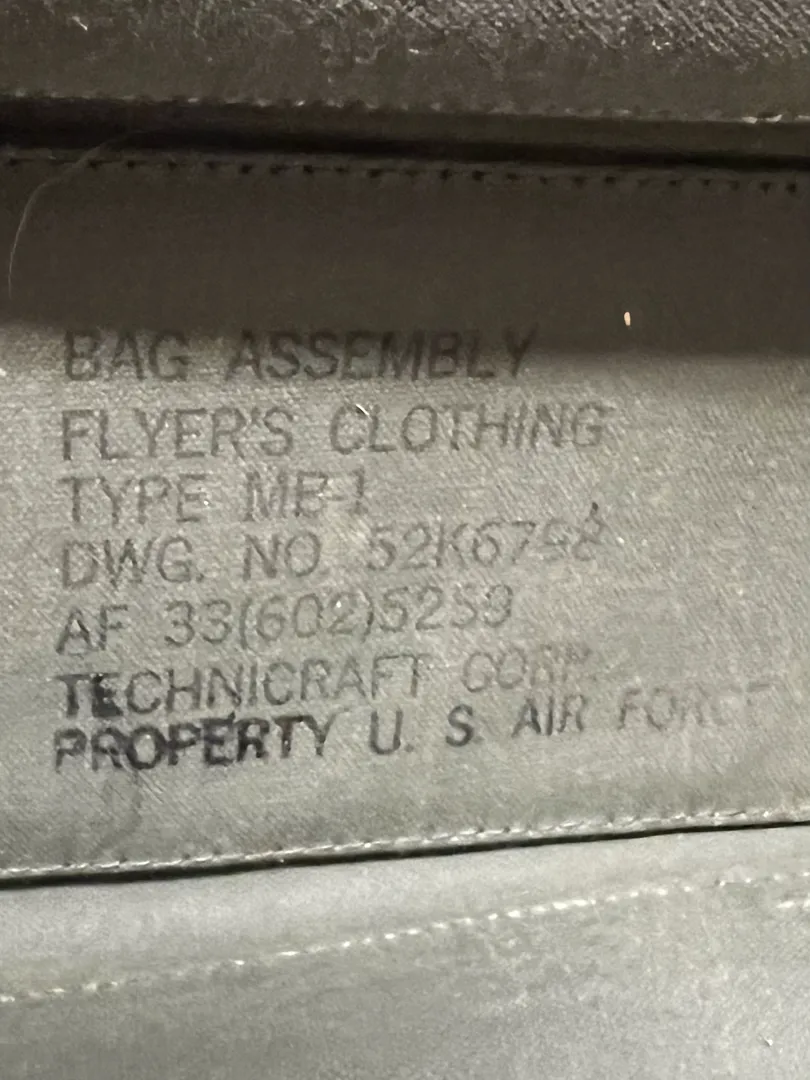 BAG ASSEMBLY
FLYER'S CLOTHING
TYPE MB-1
DWG. NO. 52K6798
AF 33(602)5259
TECHNICRAFT CORP.
PROPERTY U. S. AIR FORCE